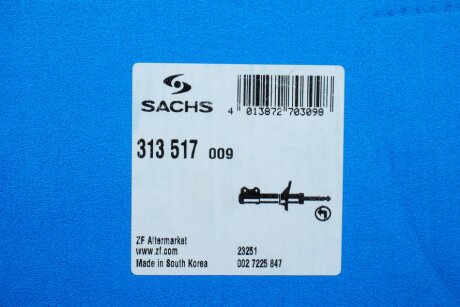 SACHS
4 013872 703098
313 517 009
ZF Aftermarket
www.zf.com 23251
Made in South Korea 002 7225 847